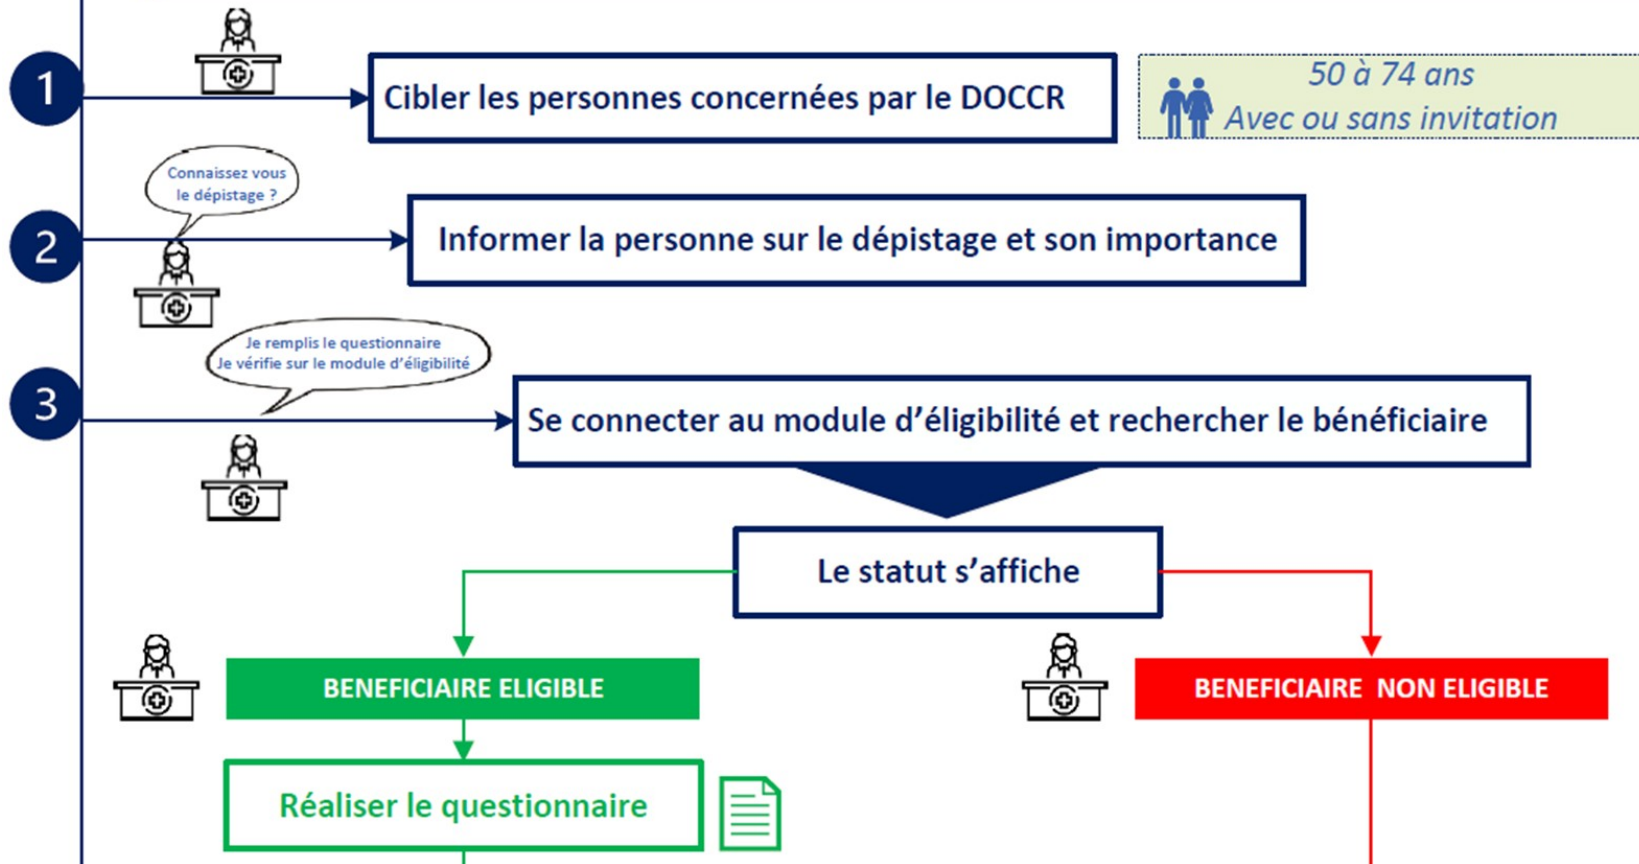 1
Cibler les personnes concernées par le DOCCR
50 à 74 ans
Avec ou sans invitation
Connaissez vous
le dépistage ?
2
Informer la personne sur le dépistage et son importance
Je remplis le questionnaire
Je vérifie sur le module d'éligibilité
3
Se connecter au module d'éligibilité et rechercher le bénéficiaire
Le statut s'affiche
BENEFICIAIRE ELIGIBLE
BENEFICIAIRE NON ELIGIBLE
Réaliser le questionnaire